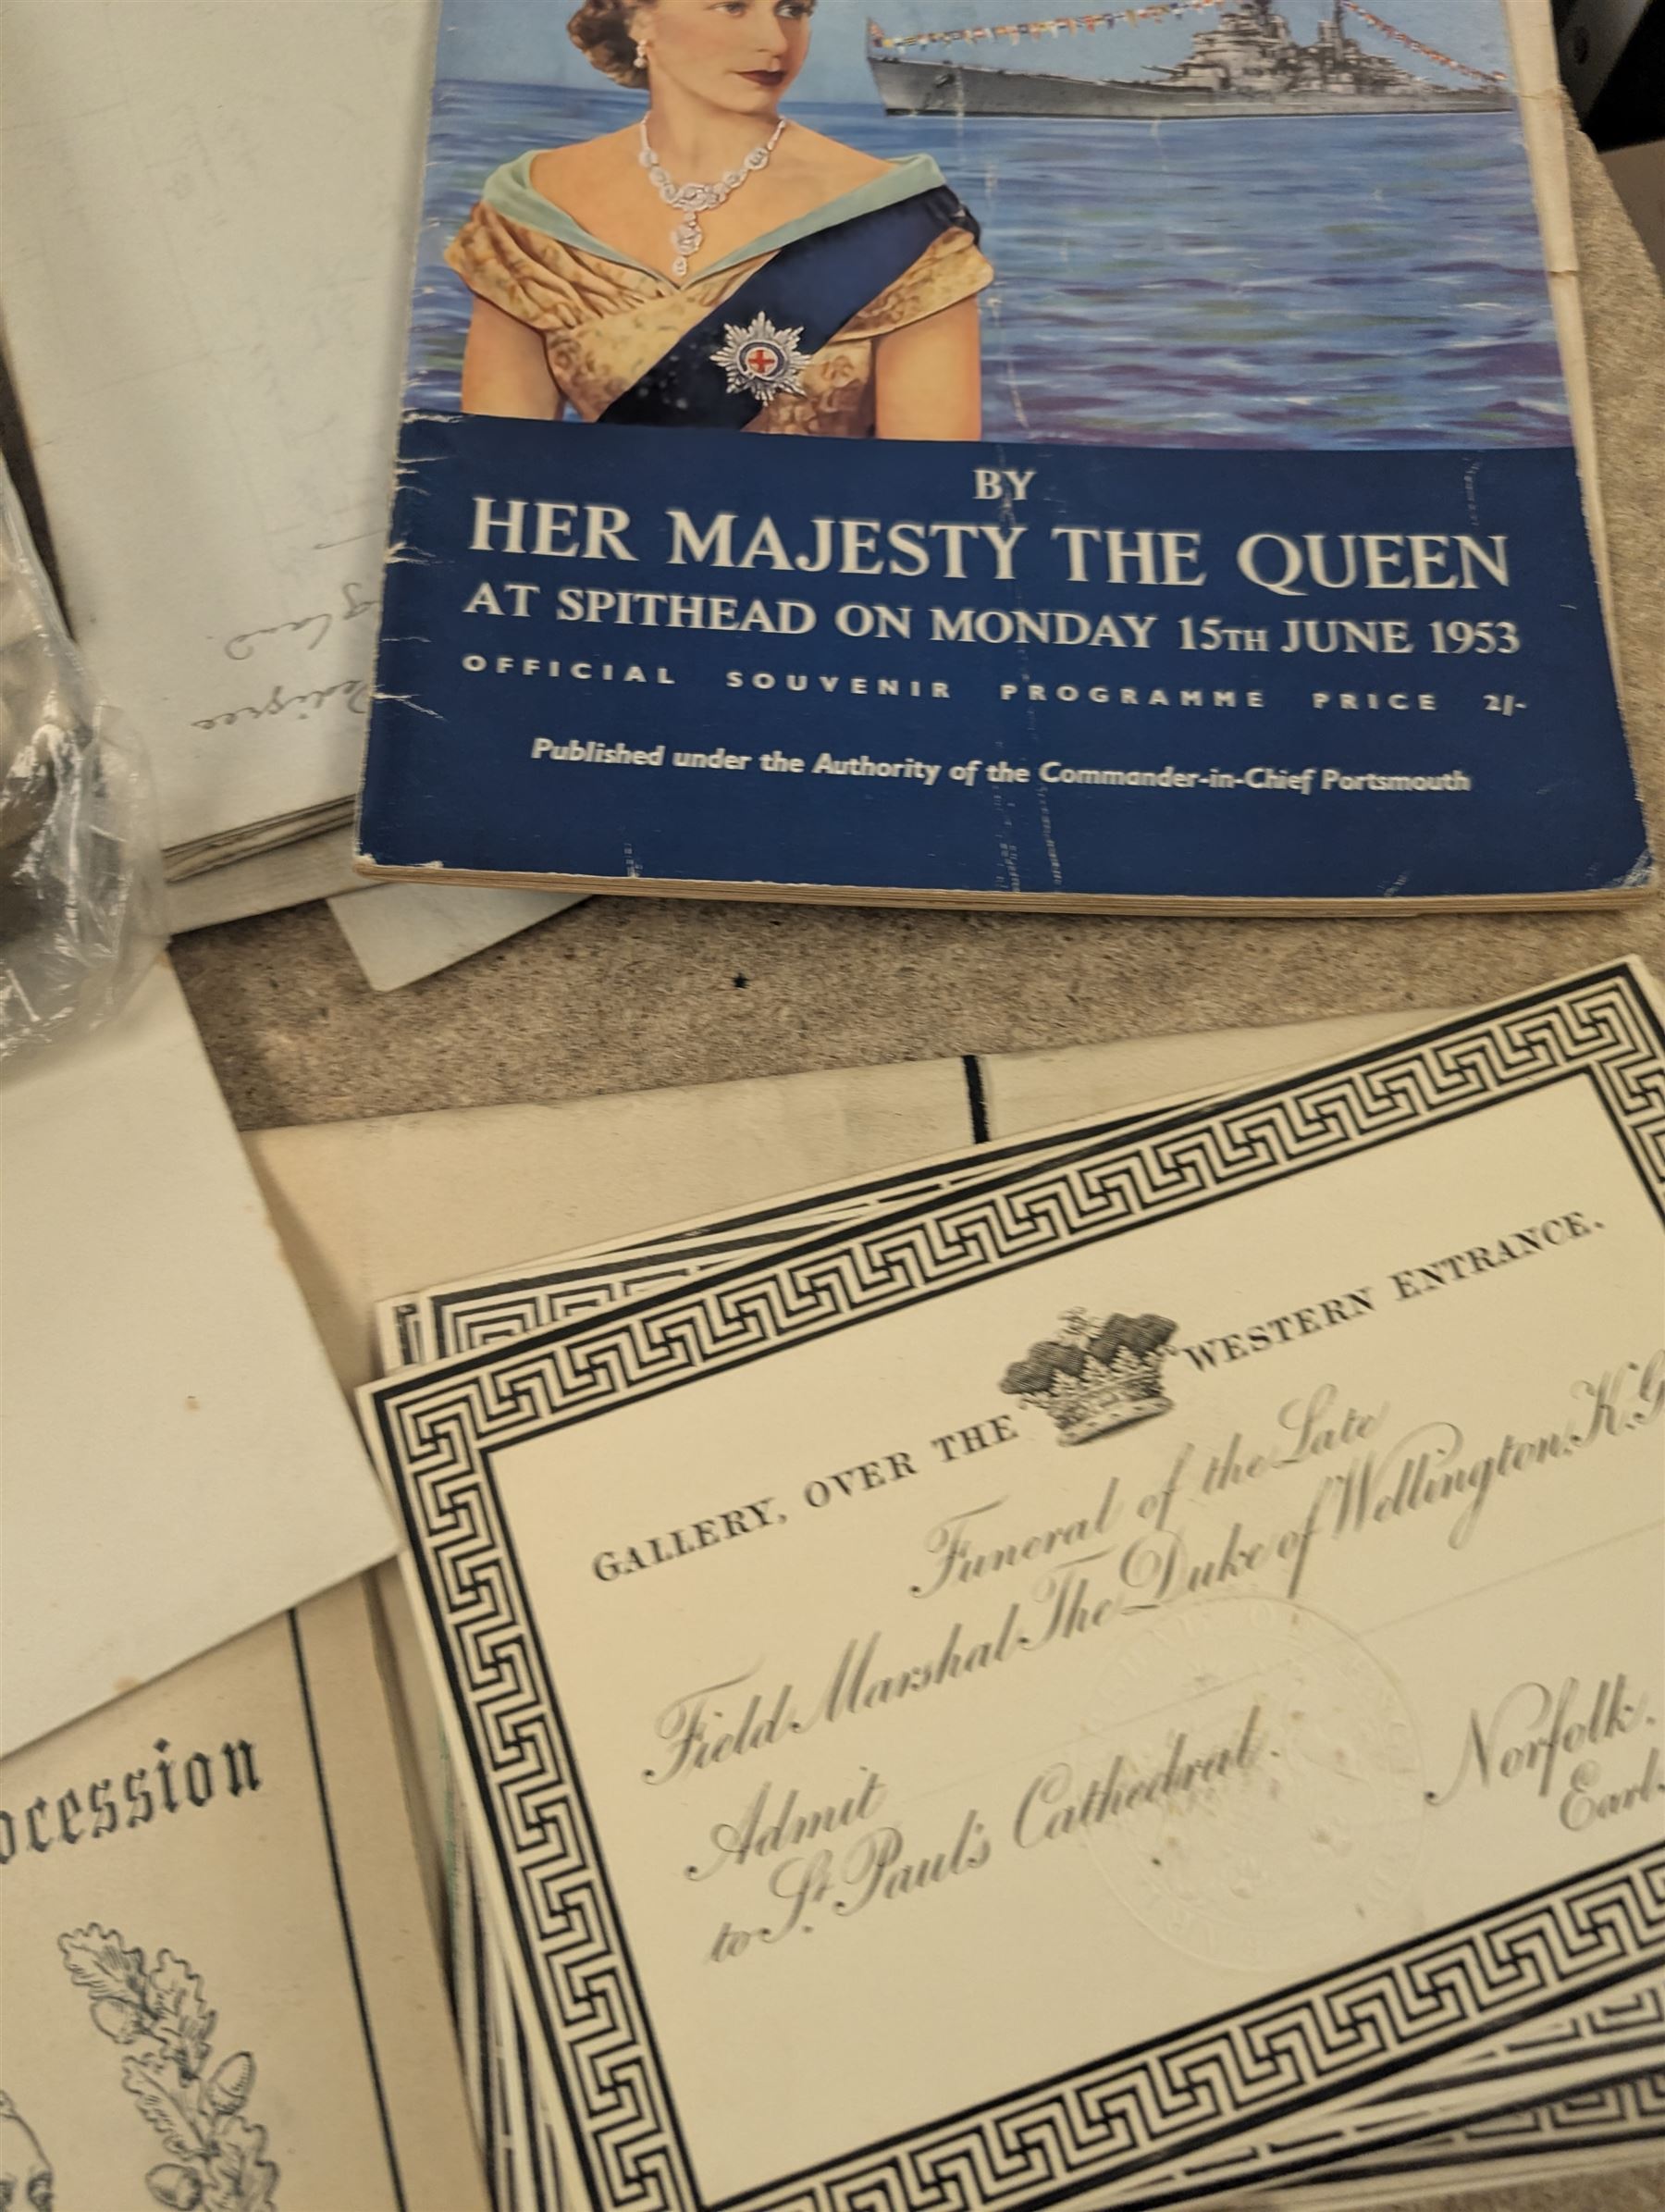 BY
HER MAJESTY THE QUEEN
AT SPITHEAD ON MONDAY 15TH JUNE 1953
OFFICIAL SOUVENIR PROGRAMME PRICE 2/-
Published under the Authority of the Commander-in-Chief Portsmouth
Pedigree
GALLERY, OVER THE WESTERN ENTRANCE.
Funeral of the Late
Field Marshal The Duke of Wellington, K.G
Admit
to St. Paul's Cathedral.
Norfolk.
Earl
ocession